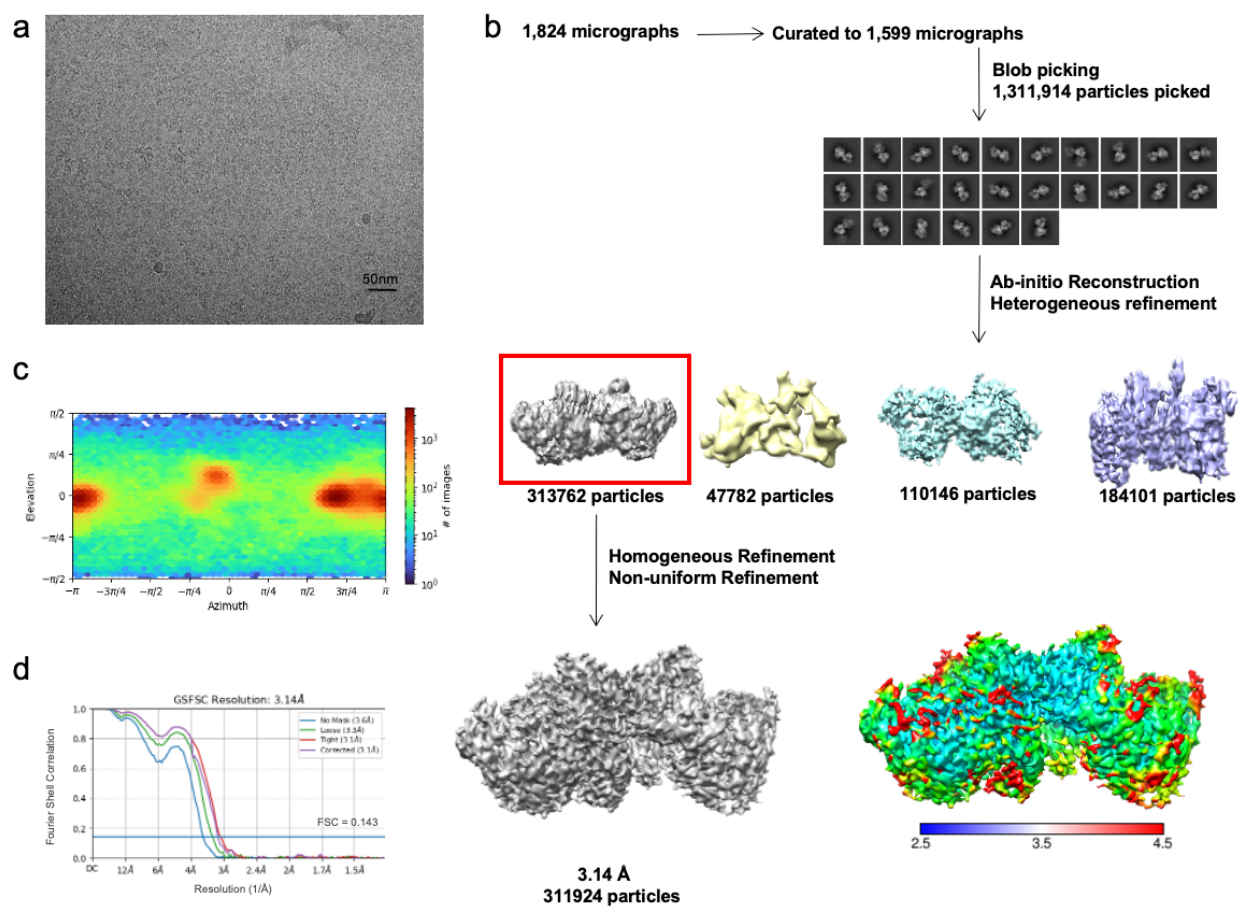 a
50nm
b
1,824 micrographs
Curated to 1,599 micrographs
Blob picking
1,311,914 particles picked
Ab-initio Reconstruction
Heterogeneous refinement
313762 particles
47782 particles
110146 particles
184101 particles
Homogeneous Refinement
Non-uniform Refinement
3.14 Å
311924 particles
2.5
3.5
4.5
c
Elevation
π/2
π/4
0
−π/4
−π/2
−π
−3π/4
−π/2
−π/4
0
π/4
π/2
3π/4
π
Azimuth
10³
10²
10¹
10⁰
# of images
d
GSFSC Resolution: 3.14Å
Fourier Shell Correlation
1.0
0.8
0.6
0.4
0.2
0.0
No Mask (3.6Å)
Loose (3.3Å)
Tight (3.1Å)
Corrected (3.1Å)
FSC = 0.143
DC
12Å
6Å
4Å
3Å
2.4Å
2Å
1.7Å
1.5Å
Resolution (1/Å)